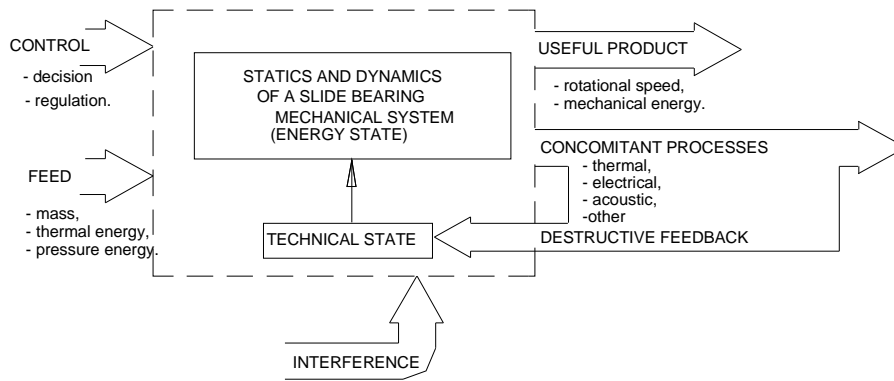 CONTROL
- decision
- regulation.
FEED
- mass,
- thermal energy,
- pressure energy.
STATICS AND DYNAMICS
OF A SLIDE BEARING
MECHANICAL SYSTEM
(ENERGY STATE)
TECHNICAL STATE
INTERFERENCE
USEFUL PRODUCT
- rotational speed,
- mechanical energy.
CONCOMITANT PROCESSES
- thermal,
- electrical,
- acoustic,
-other
DESTRUCTIVE FEEDBACK